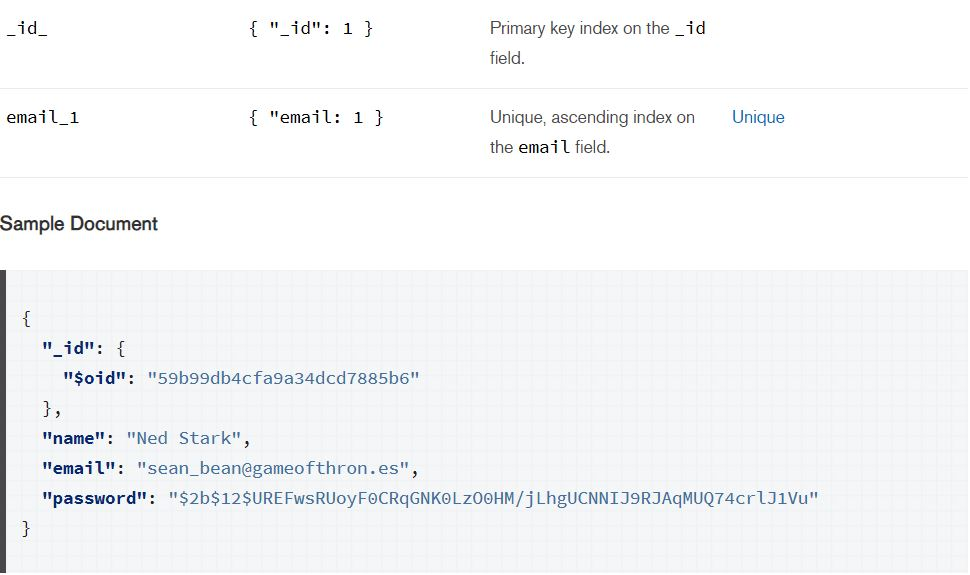 _id_ { "_id": 1 } Primary key index on the _id
field.
email_1 { "email: 1 } Unique, ascending index on Unique
the email field.
Sample Document
{
"_id": {
"$oid": "59b99db4cfa9a34dcd7885b6"
},
"name": "Ned Stark",
"email": "sean_bean@gameofthron.es",
"password": "$2b$12$UREFwsRUoyF0CRqGNK0LzO0HM/jLhgUCNNIJ9RJAqMUQ74crlJ1Vu"
}